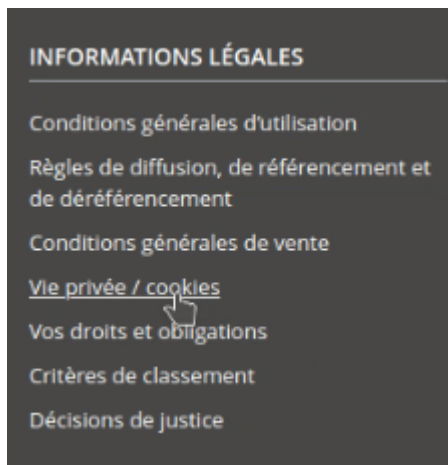 INFORMATIONS LÉGALES
Conditions générales d'utilisation
Règles de diffusion, de référencement et
de déréférencement
Conditions générales de vente
Vie privée / cookies
Vos droits et obligations
Critères de classement
Décisions de justice